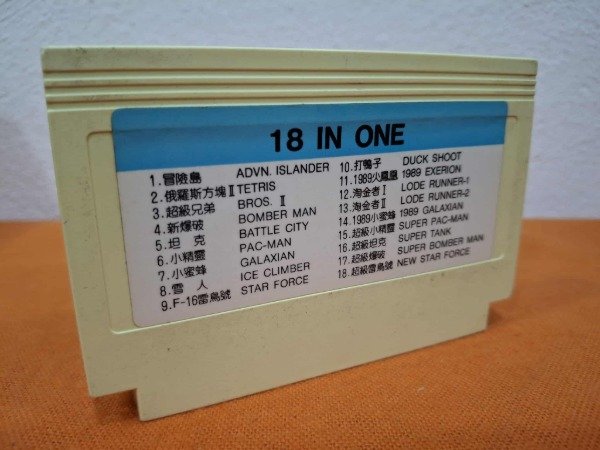 18 IN ONE
1.冒險島 ADVN. ISLANDER
2.俄羅斯方塊Ⅱ TETRIS
3.超級兄弟 BROS. Ⅱ
4.新爆破 BOMBER MAN
5.坦克 BATTLE CITY
6.小精靈 PAC-MAN
7.小蜜蜂 GALAXIAN
8.雪人 ICE CLIMBER
9.F-16雷鳥號 STAR FORCE
10.打鴨子 DUCK SHOOT
11.1989火鳳凰 1989 EXERION
12.淘金者Ⅰ LODE RUNNER-1
13.淘金者Ⅱ LODE RUNNER-2
14.1989小蜜蜂 1989 GALAXIAN
15.超級小精靈 SUPER PAC-MAN
16.超級坦克 SUPER TANK
17.超級爆破 SUPER BOMBER MAN
18.超級雷鳥號 NEW STAR FORCE